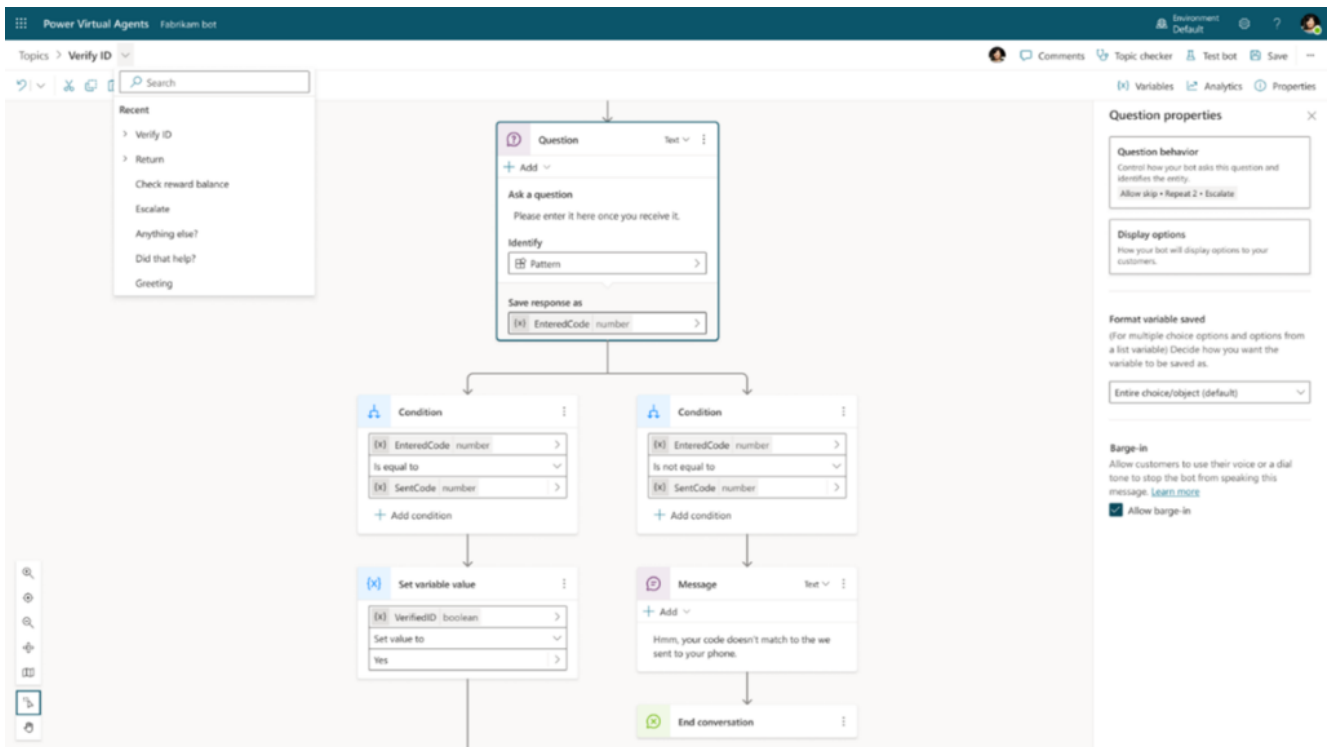 Power Virtual Agents Fabrikam bot
Environment
Default
?
Topics > Verify ID
Comments Topic checker Test bot Save ...
Search
{x} Variables Analytics Properties
Recent
Verify ID
Return
Check reward balance
Escalate
Anything else?
Did that help?
Greeting
Question Text
+ Add
Ask a question
Please enter it here once you receive it.
Identify
Pattern
Save response as
{x} EnteredCode number
Condition
{x} EnteredCode number
Is equal to
{x} SentCode number
+ Add condition
Condition
{x} EnteredCode number
Is not equal to
{x} SentCode number
+ Add condition
{x} Set variable value
{x} VerifiedID boolean
Set value to
Yes
Message Text
+ Add
Hmm, your code doesn't match to the we
sent to your phone.
End conversation
Question properties
Question behavior
Control how your bot asks this question and
identifies the entity.
Allow skip • Repeat 2 • Escalate
Display options
How your bot will display options to your
customers.
Format variable saved
(For multiple choice options and options from
a list variable) Decide how you want the
variable to be saved as.
Entire choice/object (default)
Barge-in
Allow customers to use their voice or a dial
tone to stop the bot from speaking this
message. Learn more
Allow barge-in